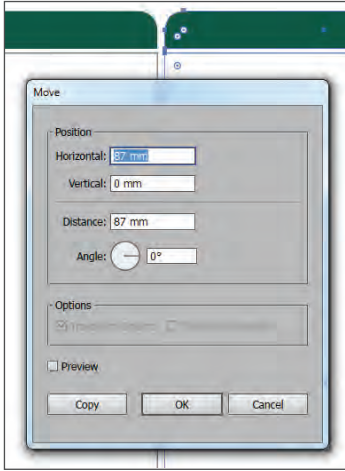 Move
Position
Horizontal: 87 mm
Vertical: 0 mm
Distance: 87 mm
Angle: 0°
Options
Preview
Copy OK Cancel